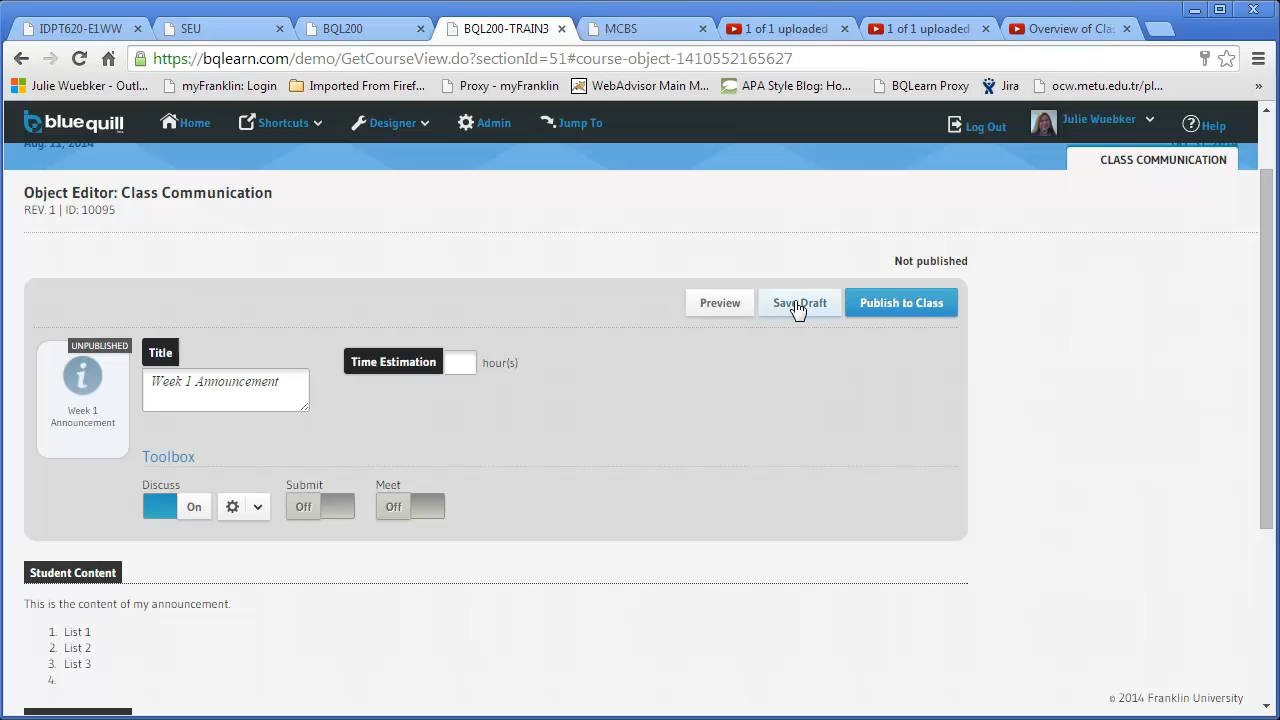 IDPT620-E1WW
SEU
BQL200
BQL200-TRAIN3
MCBS
1 of 1 uploaded
1 of 1 uploaded
Overview of Clas
https://bqlearn.com/demo/GetCourseView.do?sectionId=51#course-object-1410552165627
Julie Wuebker - Outl...
myFranklin: Login
Imported From Firef...
Proxy - myFranklin
WebAdvisor Main M...
APA Style Blog: Ho...
BQLearn Proxy
Jira
ocw.metu.edu.tr/pl...
»
bluequill
Home
Shortcuts
Designer
Admin
Jump To
Log Out
Julie Wuebker
Help
Aug. 11, 2014
CLASS COMMUNICATION
Object Editor: Class Communication
REV. 1 | ID: 10095
Not published
Preview
Save Draft
Publish to Class
UNPUBLISHED
Week 1
Announcement
Title
Week 1 Announcement
Time Estimation
hour(s)
Toolbox
Discuss
Submit
Meet
On
Off
Off
Student Content
This is the content of my announcement.
1. List 1
2. List 2
3. List 3
4.
© 2014 Franklin University